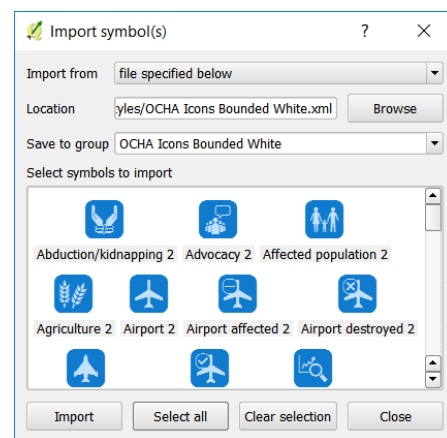 Import symbol(s)
?
Import from
file specified below
Location
yles/OCHA Icons Bounded White.xml
Browse
Save to group
OCHA Icons Bounded White
Select symbols to import
Abduction/kidnapping 2
Advocacy 2
Affected population 2
Agriculture 2
Airport 2
Airport affected 2
Airport destroyed 2
Import
Select all
Clear selection
Close